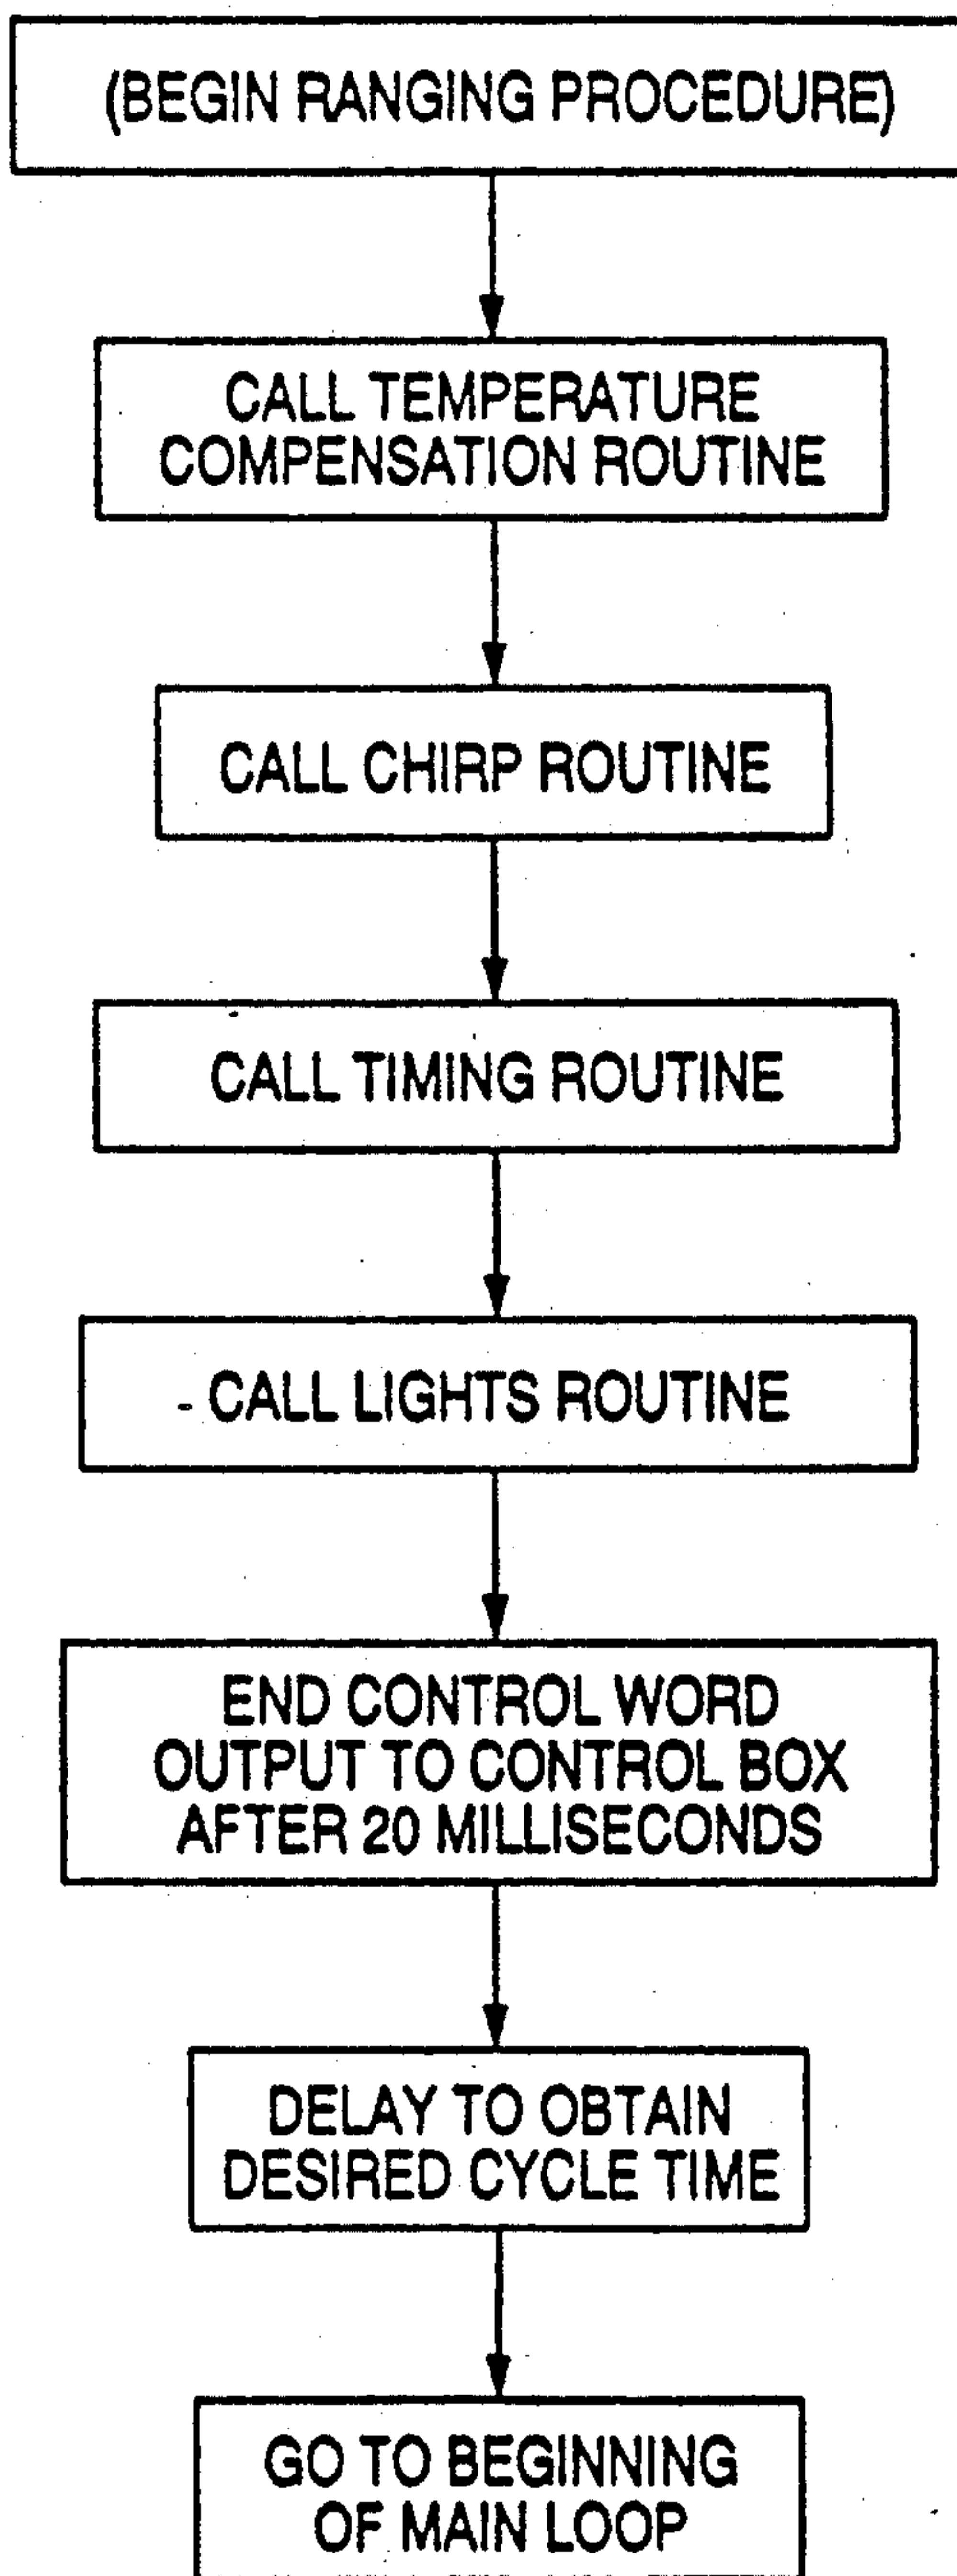 (BEGIN RANGING PROCEDURE)
CALL TEMPERATURE
COMPENSATION ROUTINE
CALL CHIRP ROUTINE
CALL TIMING ROUTINE
CALL LIGHTS ROUTINE
END CONTROL WORD
OUTPUT TO CONTROL BOX
AFTER 20 MILLISECONDS
DELAY TO OBTAIN
DESIRED CYCLE TIME
GO TO BEGINNING
OF MAIN LOOP